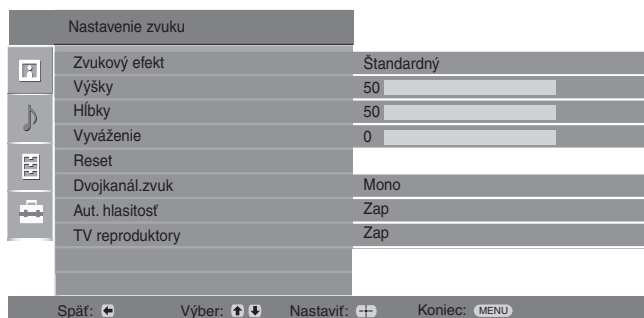 Nastavenie zvuku
Zvukový efekt Štandardný
Výšky 50
Hĺbky 50
Vyváženie 0
Reset
Dvojkanál.zvuk Mono
Aut. hlasitosť Zap
TV reproduktory Zap
Späť: Výber: Nastaviť: Koniec: MENU